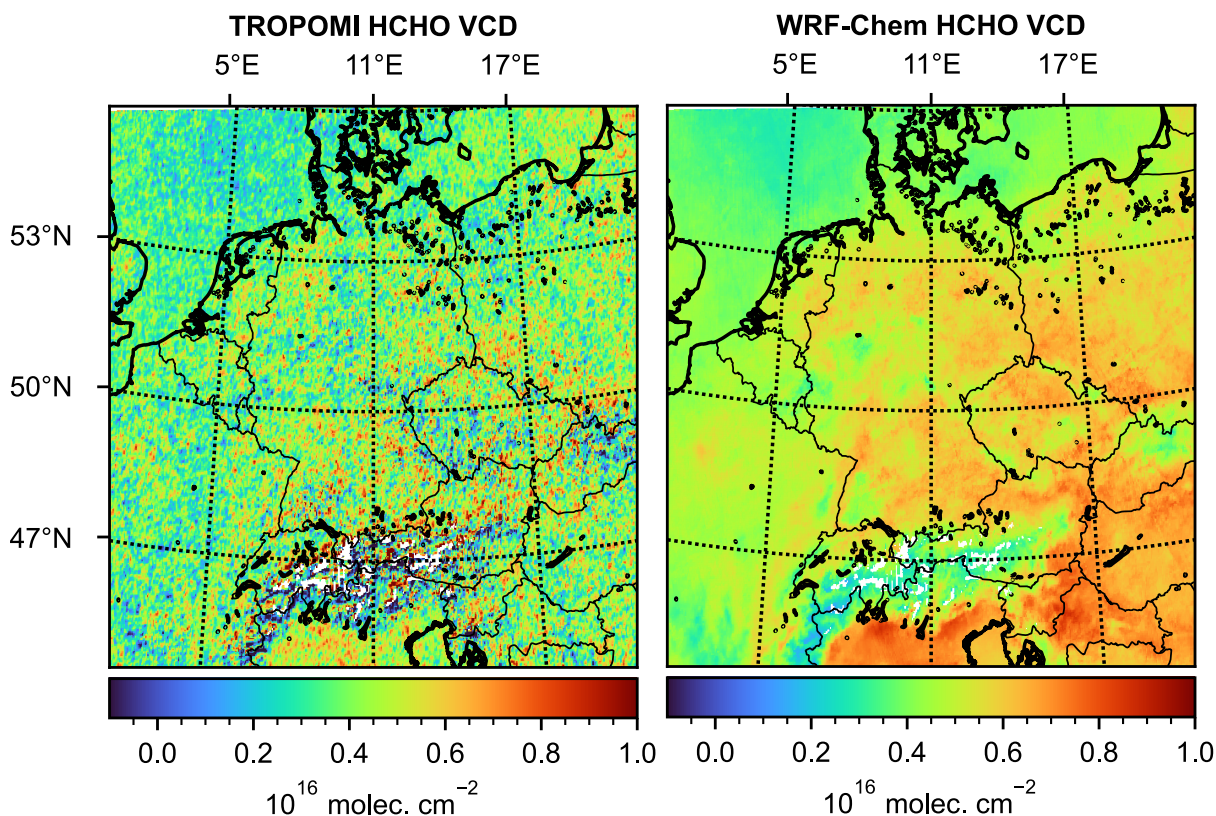 TROPOMI HCHO VCD
WRF-Chem HCHO VCD
5°E 11°E 17°E
5°E 11°E 17°E
53°N
50°N
47°N
0.0 0.2 0.4 0.6 0.8 1.0
0.0 0.2 0.4 0.6 0.8 1.0
10¹⁶ molec. cm⁻²
10¹⁶ molec. cm⁻²